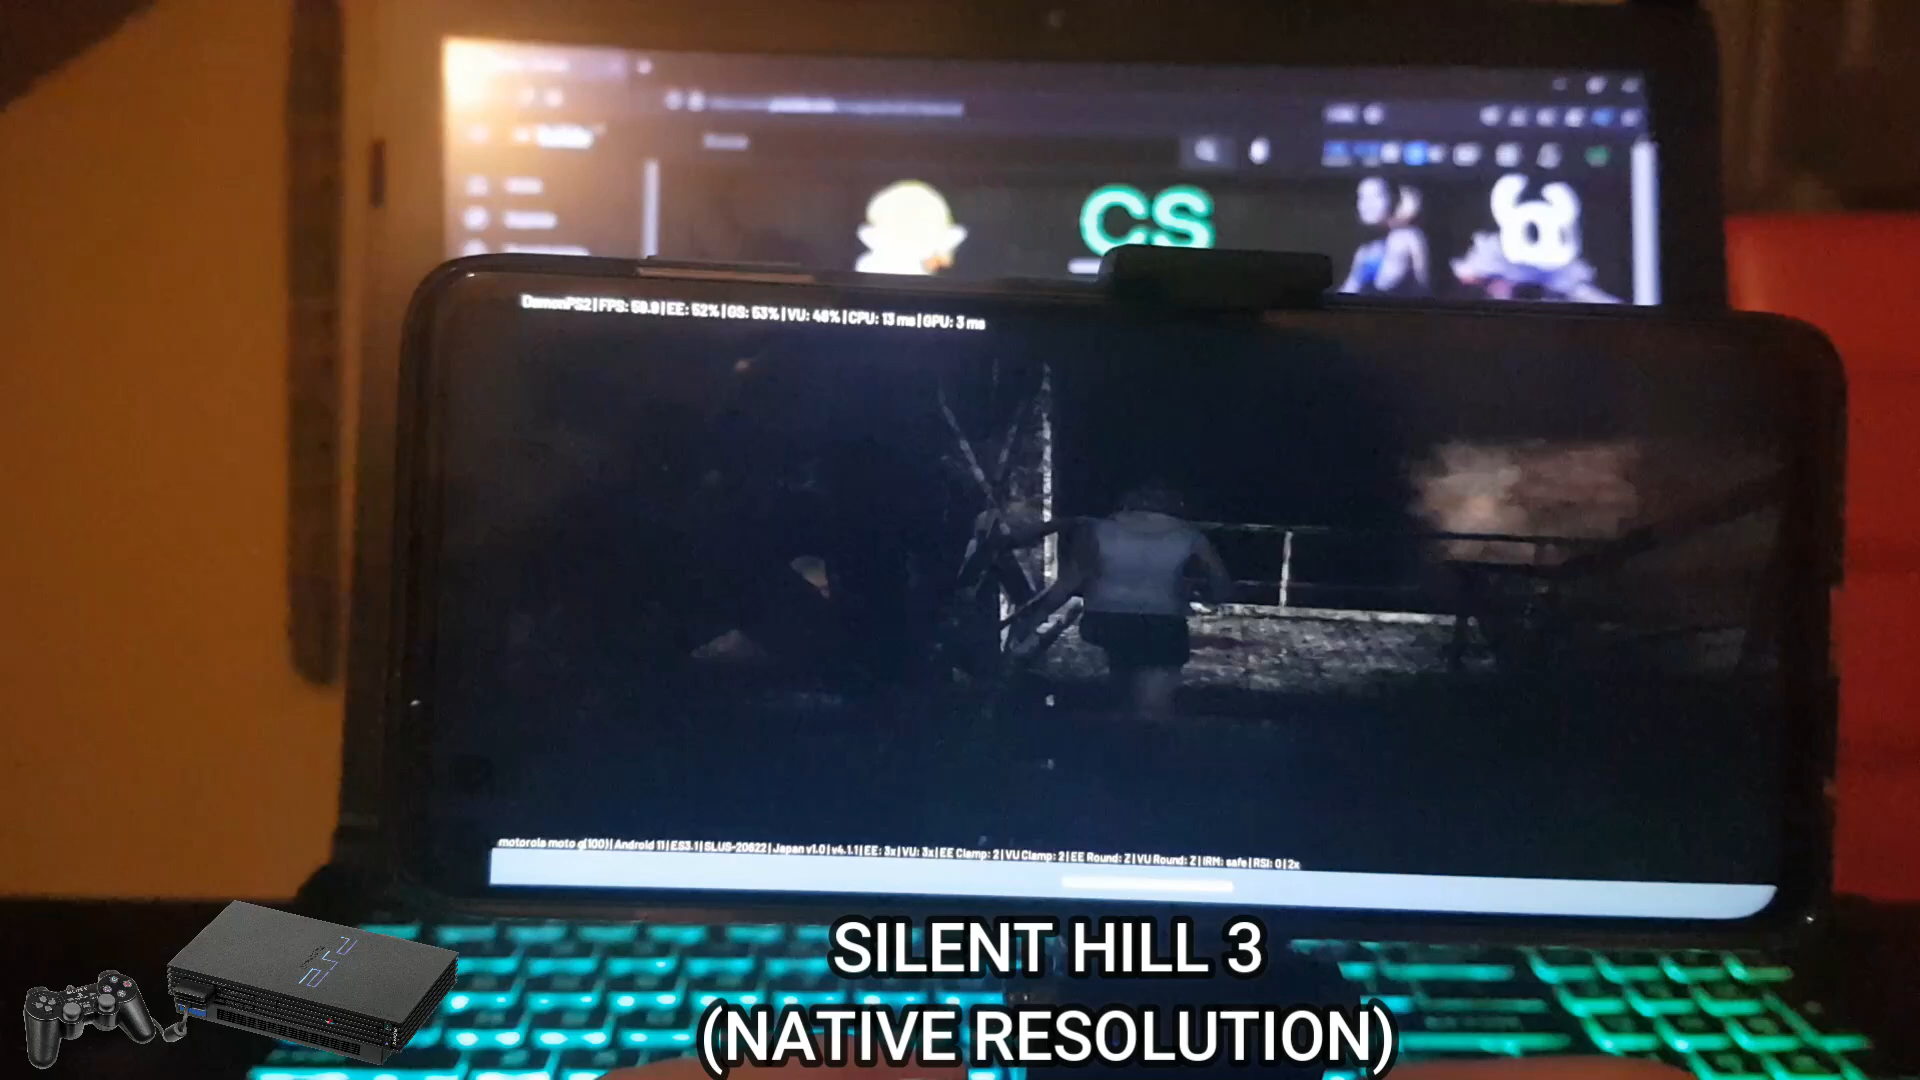 CS
DamonPS2 | FPS: 59.9 | EE: 52% | GS: 53% | VU: 46% | CPU: 13 ms | GPU: 3 ms
motorola moto g(100) | Android 11 | ES3.1 | SLUS-20622 | Japan v1.0 | v4.1.1 | EE: 3x | VU: 3x | EE Clamp: 2 | VU Clamp: 2 | EE Round: Z | VU Round: Z | IRM: safe | RSI: 0 | 2x
PS2
SILENT HILL 3
(NATIVE RESOLUTION)